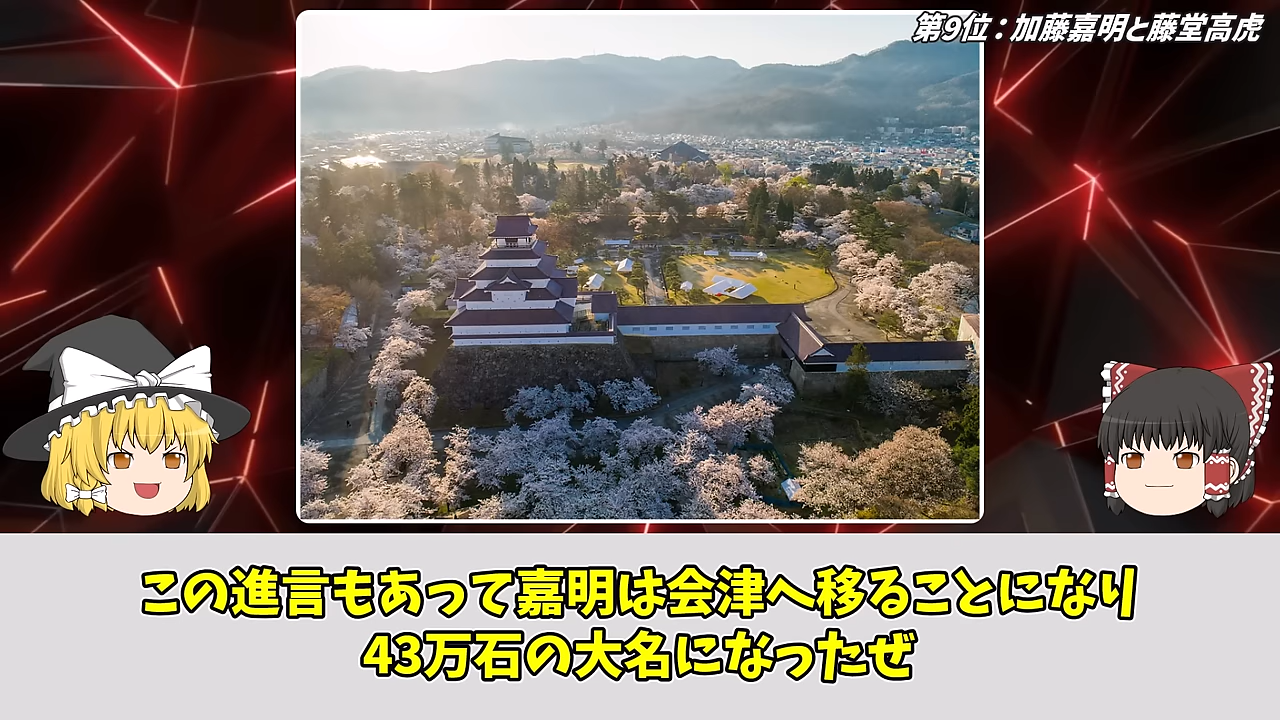 第9位：加藤嘉明と藤堂高虎
この進言もあって嘉明は会津へ移ることになり
43万石の大名になったぜ